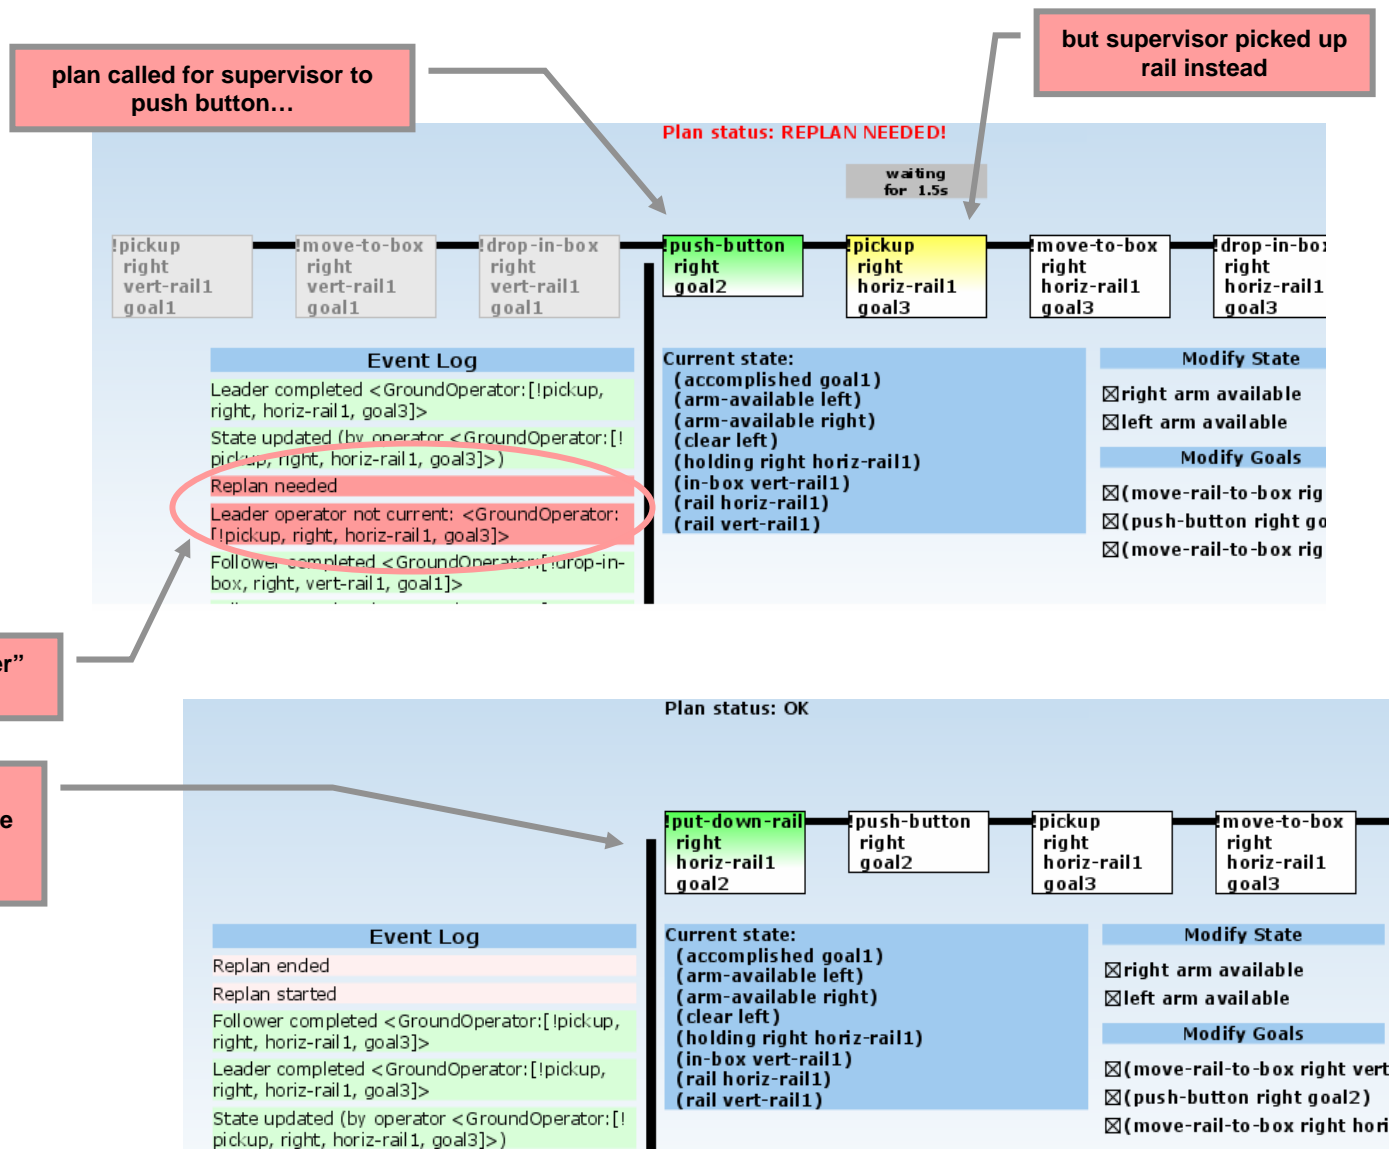 plan called for supervisor to
push button…
but supervisor picked up
rail instead
Plan status: REPLAN NEEDED!
waiting
for 1.5s
!pickup
right
vert-rail1
goal1
!move-to-box
right
vert-rail1
goal1
!drop-in-box
right
vert-rail1
goal1
!push-button
right
goal2
!pickup
right
horiz-rail1
goal3
!move-to-box
right
horiz-rail1
goal3
!drop-in-box
right
horiz-rail1
goal3
Event Log
Leader completed <GroundOperator:[!pickup,
right, horiz-rail1, goal3]>
State updated (by operator <GroundOperator:[!
pickup, right, horiz-rail1, goal3]>)
Replan needed
Leader operator not current: <GroundOperator:
[!pickup, right, horiz-rail1, goal3]>
Follower completed <GroundOperator:[!drop-in-
box, right, vert-rail1, goal1]>
Current state:
(accomplished goal1)
(arm-available left)
(arm-available right)
(clear left)
(holding right horiz-rail1)
(in-box vert-rail1)
(rail horiz-rail1)
(rail vert-rail1)
Modify State
right arm available
left arm available
Modify Goals
(move-rail-to-box rig
(push-button right go
(move-rail-to-box rig
er”
e
Plan status: OK
!put-down-rail
right
horiz-rail1
goal2
!push-button
right
goal2
!pickup
right
horiz-rail1
goal3
!move-to-box
right
horiz-rail1
goal3
Event Log
Replan ended
Replan started
Follower completed <GroundOperator:[!pickup,
right, horiz-rail1, goal3]>
Leader completed <GroundOperator:[!pickup,
right, horiz-rail1, goal3]>
State updated (by operator <GroundOperator:[!
pickup, right, horiz-rail1, goal3]>)
Current state:
(accomplished goal1)
(arm-available left)
(arm-available right)
(clear left)
(holding right horiz-rail1)
(in-box vert-rail1)
(rail horiz-rail1)
(rail vert-rail1)
Modify State
right arm available
left arm available
Modify Goals
(move-rail-to-box right vert
(push-button right goal2)
(move-rail-to-box right hori